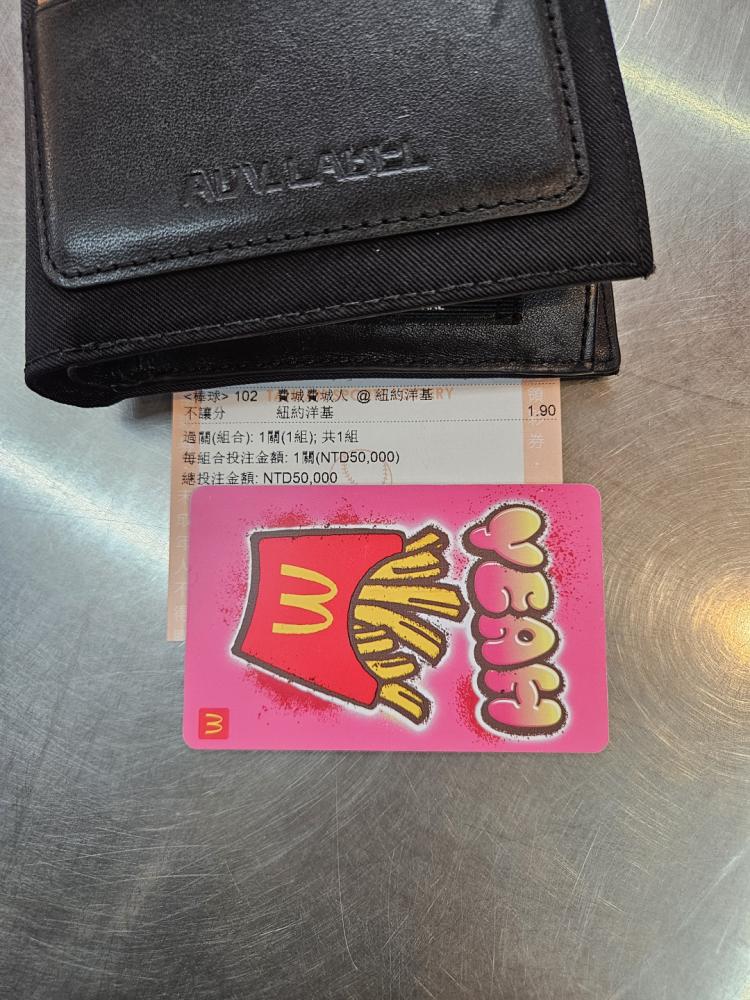 <棒球> 102 費城費城人 @ 紐約洋基
不讓分 紐約洋基 1.90
過關(組合): 1關(1組); 共1組
每組合投注金額: 1關(NTD50,000)
總投注金額: NTD50,000
YEAH